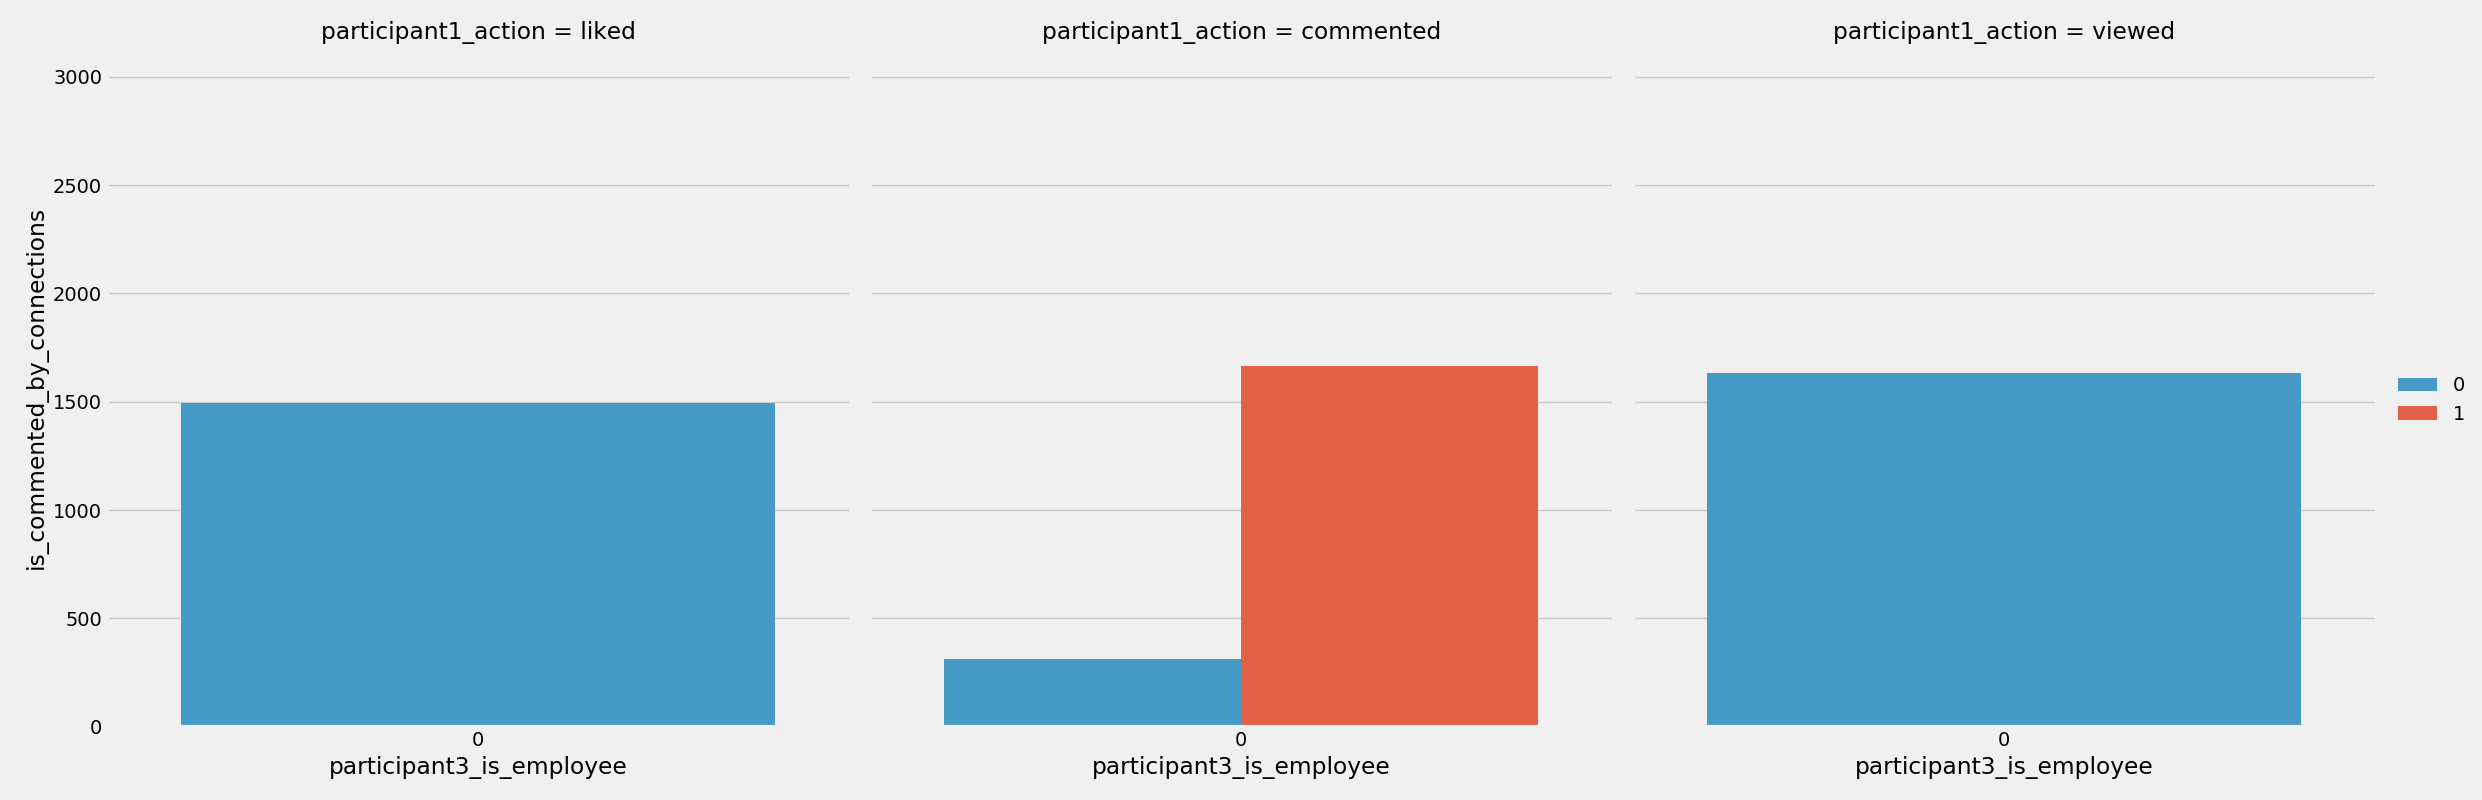 participant1_action = liked
participant1_action = commented
participant1_action = viewed
is_commented_by_connections
3000
2500
2000
1500
1000
500
0
0
0
0
participant3_is_employee
participant3_is_employee
participant3_is_employee
0
1